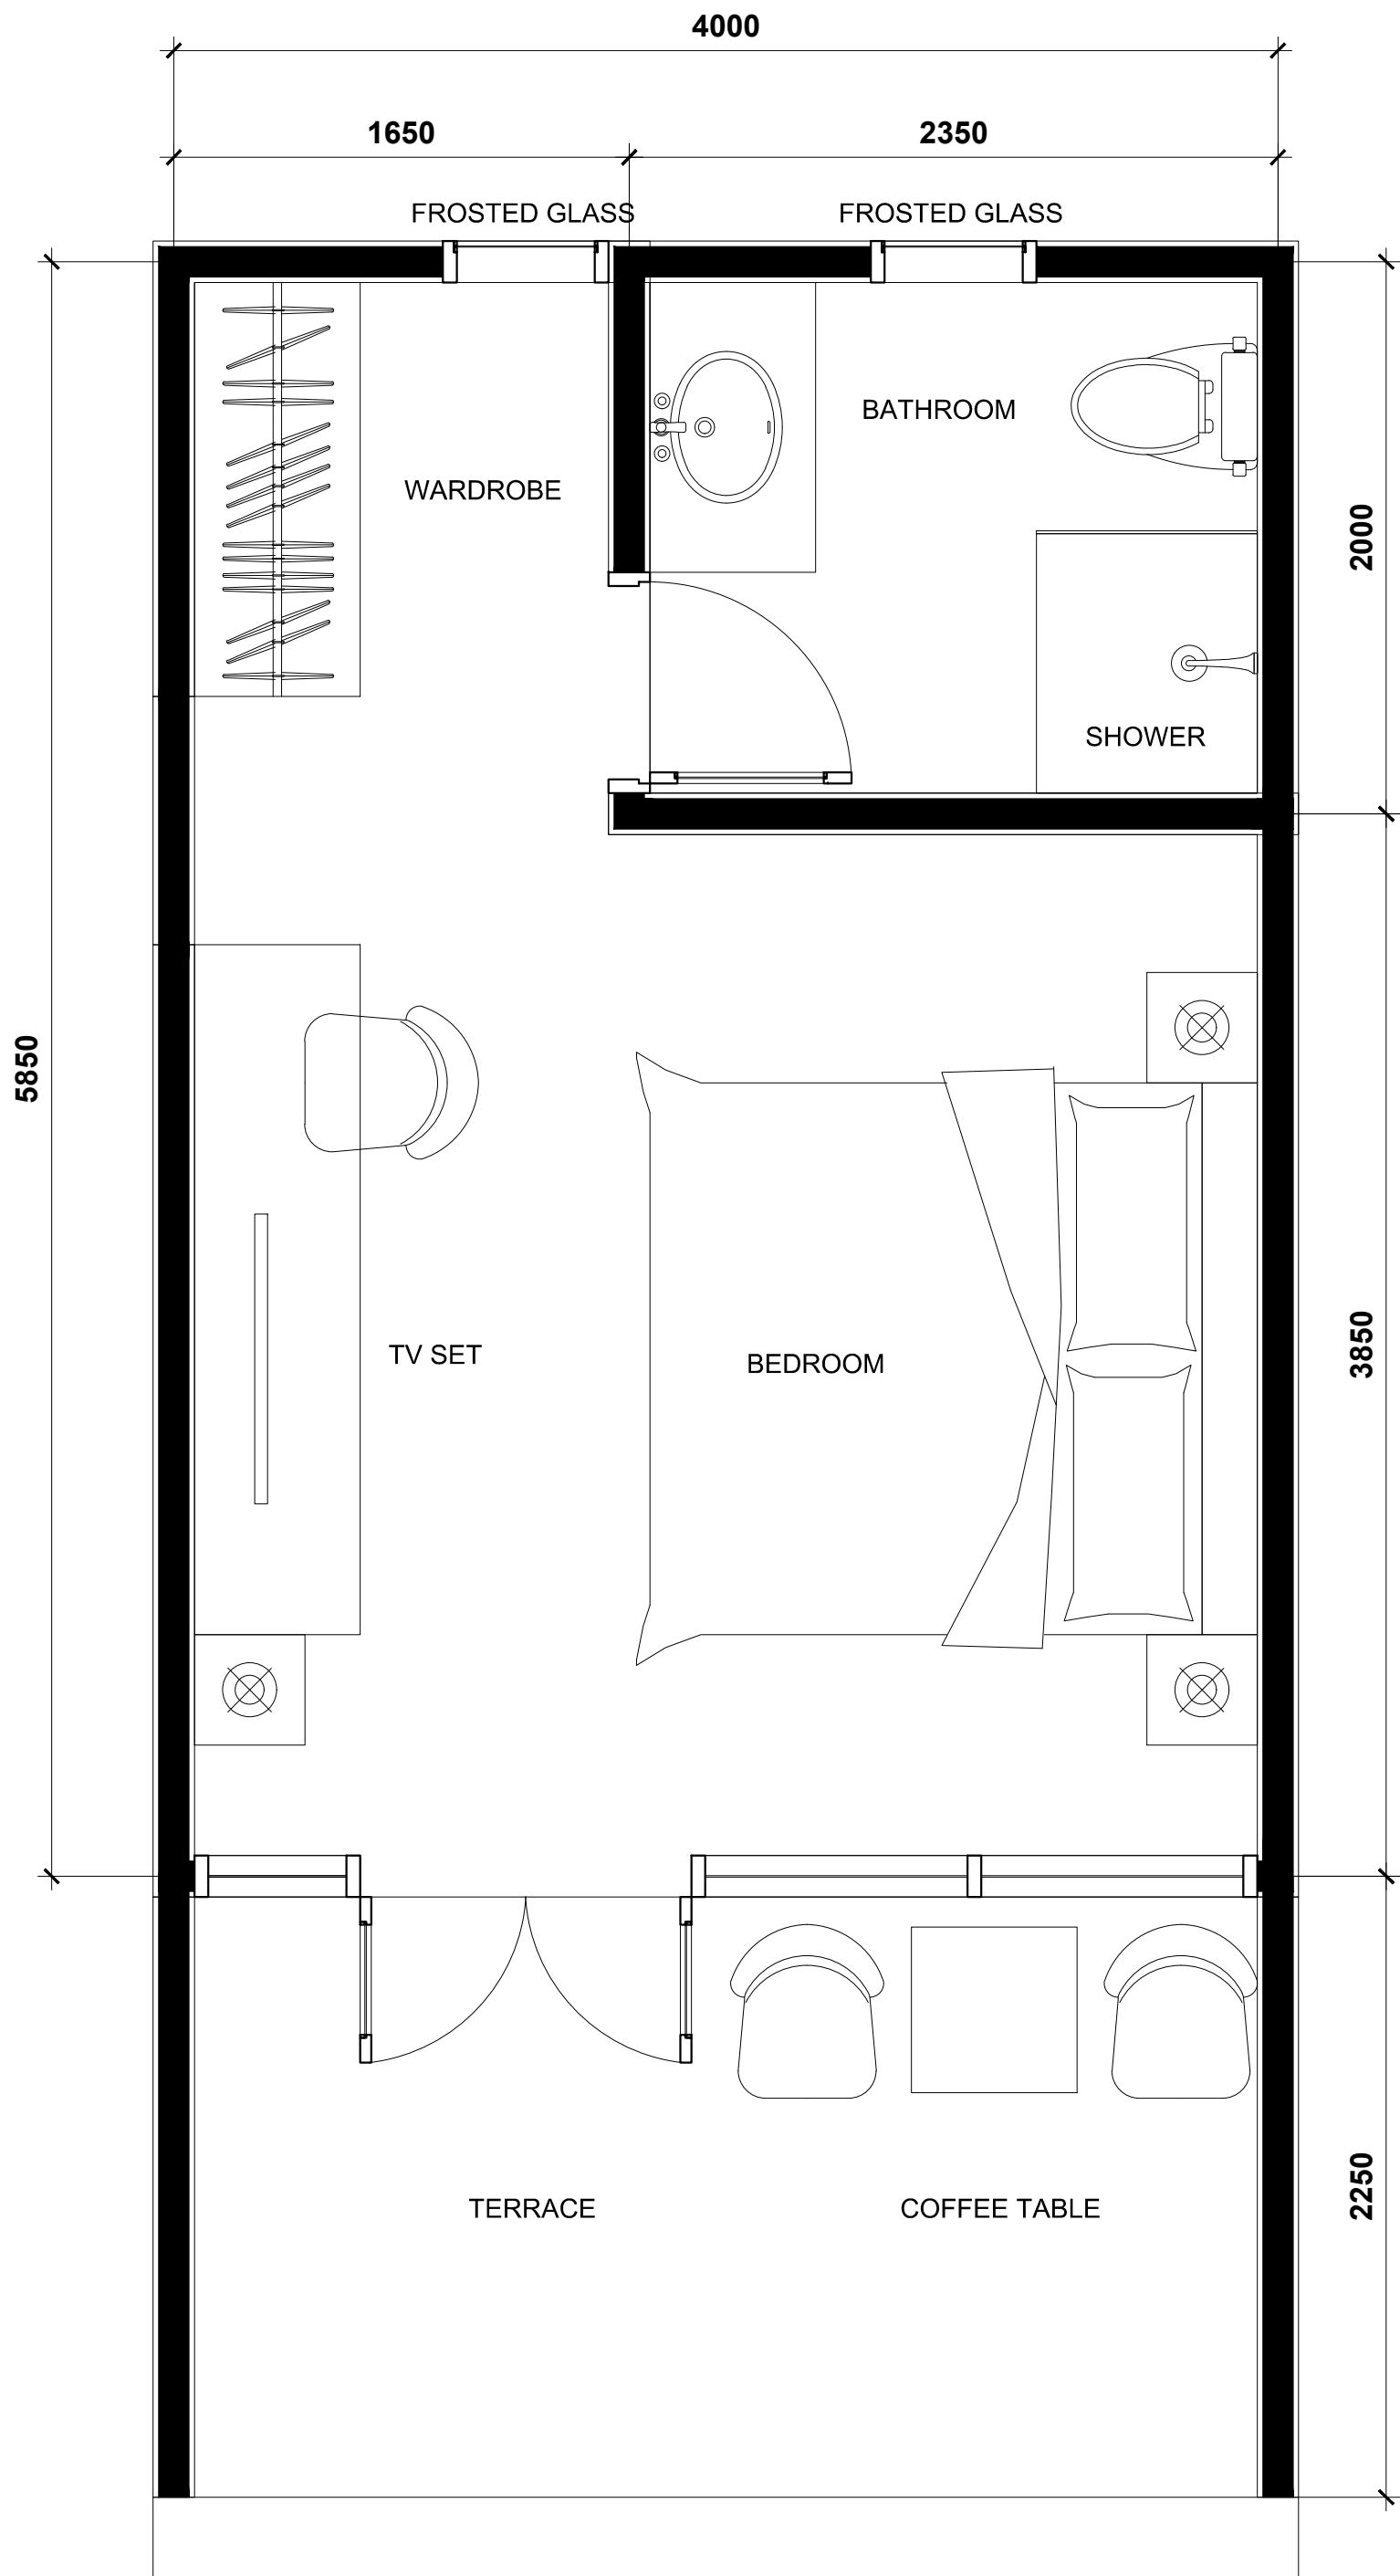 4000
1650
2350
FROSTED GLASS
FROSTED GLASS
BATHROOM
WARDROBE
2000
SHOWER
5850
TV SET
BEDROOM
3850
TERRACE
COFFEE TABLE
2250